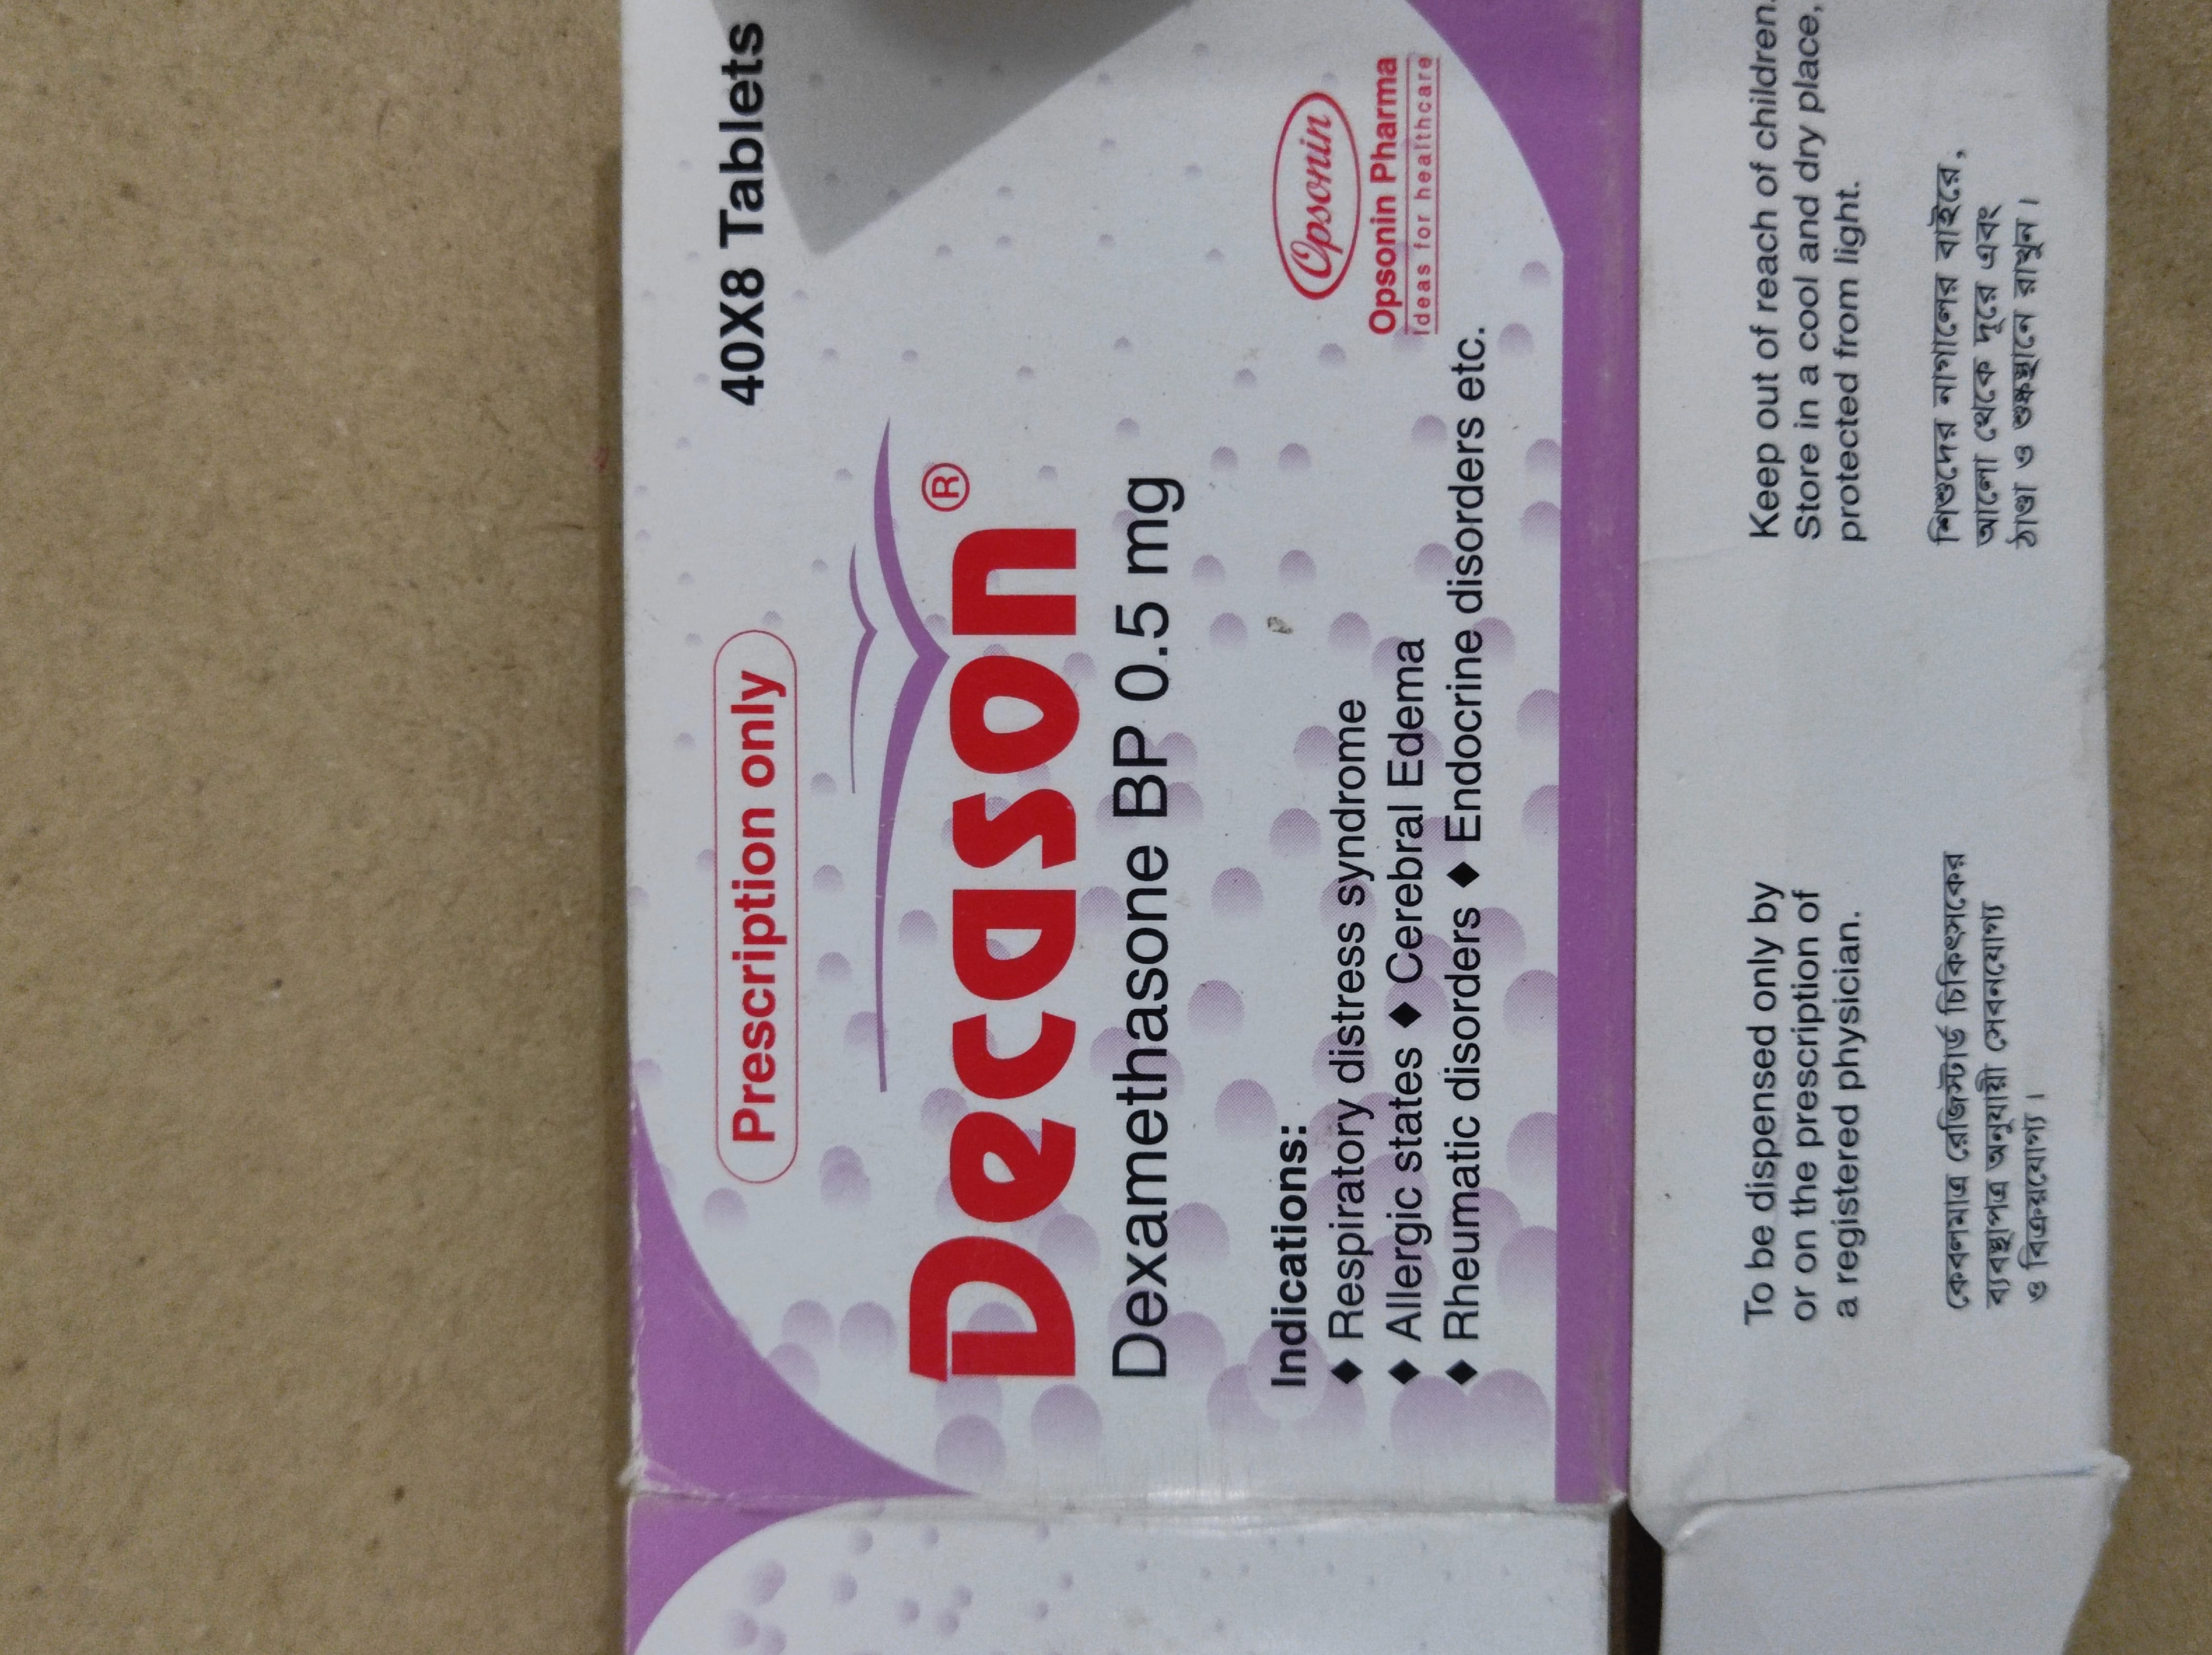 Prescription only
40X8 Tablets
Decason®
Dexamethasone BP 0.5 mg
Indications:
♦ Respiratory distress syndrome
♦ Allergic states ♦ Cerebral Edema
♦ Rheumatic disorders ♦ Endocrine disorders etc.
Opsonin
Opsonin Pharma
Ideas for healthcare
To be dispensed only by
or on the prescription of
a registered physician.
কেবলমাত্র রেজিস্টার্ড চিকিৎসকের
ব্যবস্থাপত্র অনুযায়ী সেবনযোগ্য
ও বিক্রয়যোগ্য।
Keep out of reach of children.
Store in a cool and dry place,
protected from light.
শিশুদের নাগালের বাইরে,
আলো থেকে দূরে এবং
ঠাণ্ডা ও শুষ্কস্থানে রাখুন।